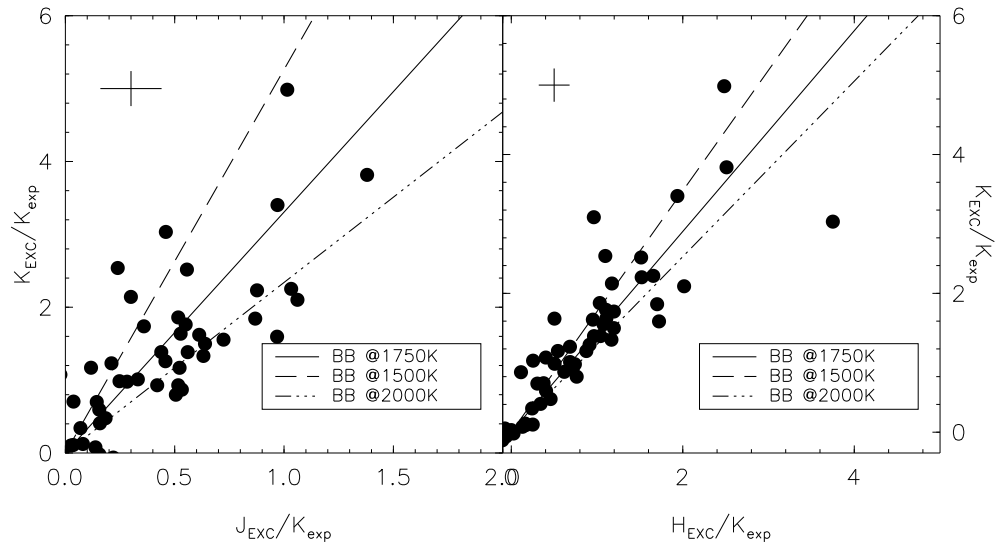 6
4
2
0
K_EXC/K_exp
0.0
0.5
1.0
1.5
2.0
J_EXC/K_exp
BB @1750K
BB @1500K
BB @2000K
0
2
4
H_EXC/K_exp
BB @1750K
BB @1500K
BB @2000K
6
4
2
0
K_EXC/K_exp